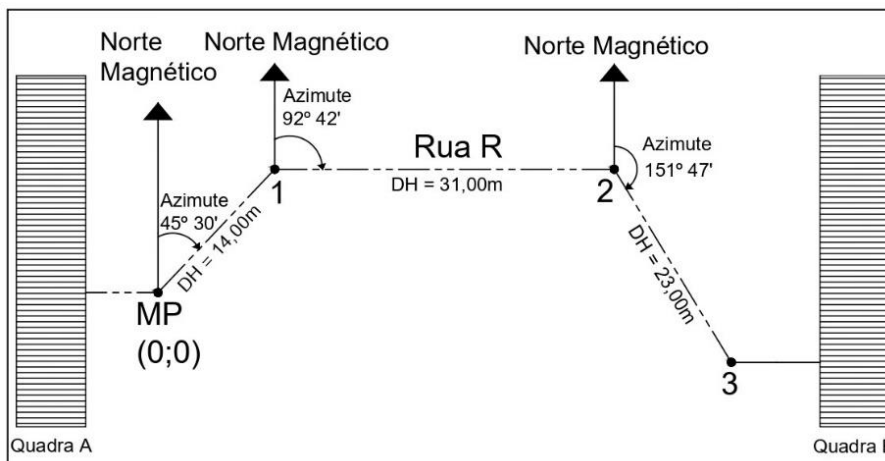 Norte
Magnético
Norte Magnético
Norte Magnético
Azimute
92º 42'
Rua R
Azimute
151º 47'
1
DH = 31,00m
2
Azimute
45º 30'
DH = 14,00m
DH = 23,00m
MP
(0;0)
3
Quadra A
Quadra